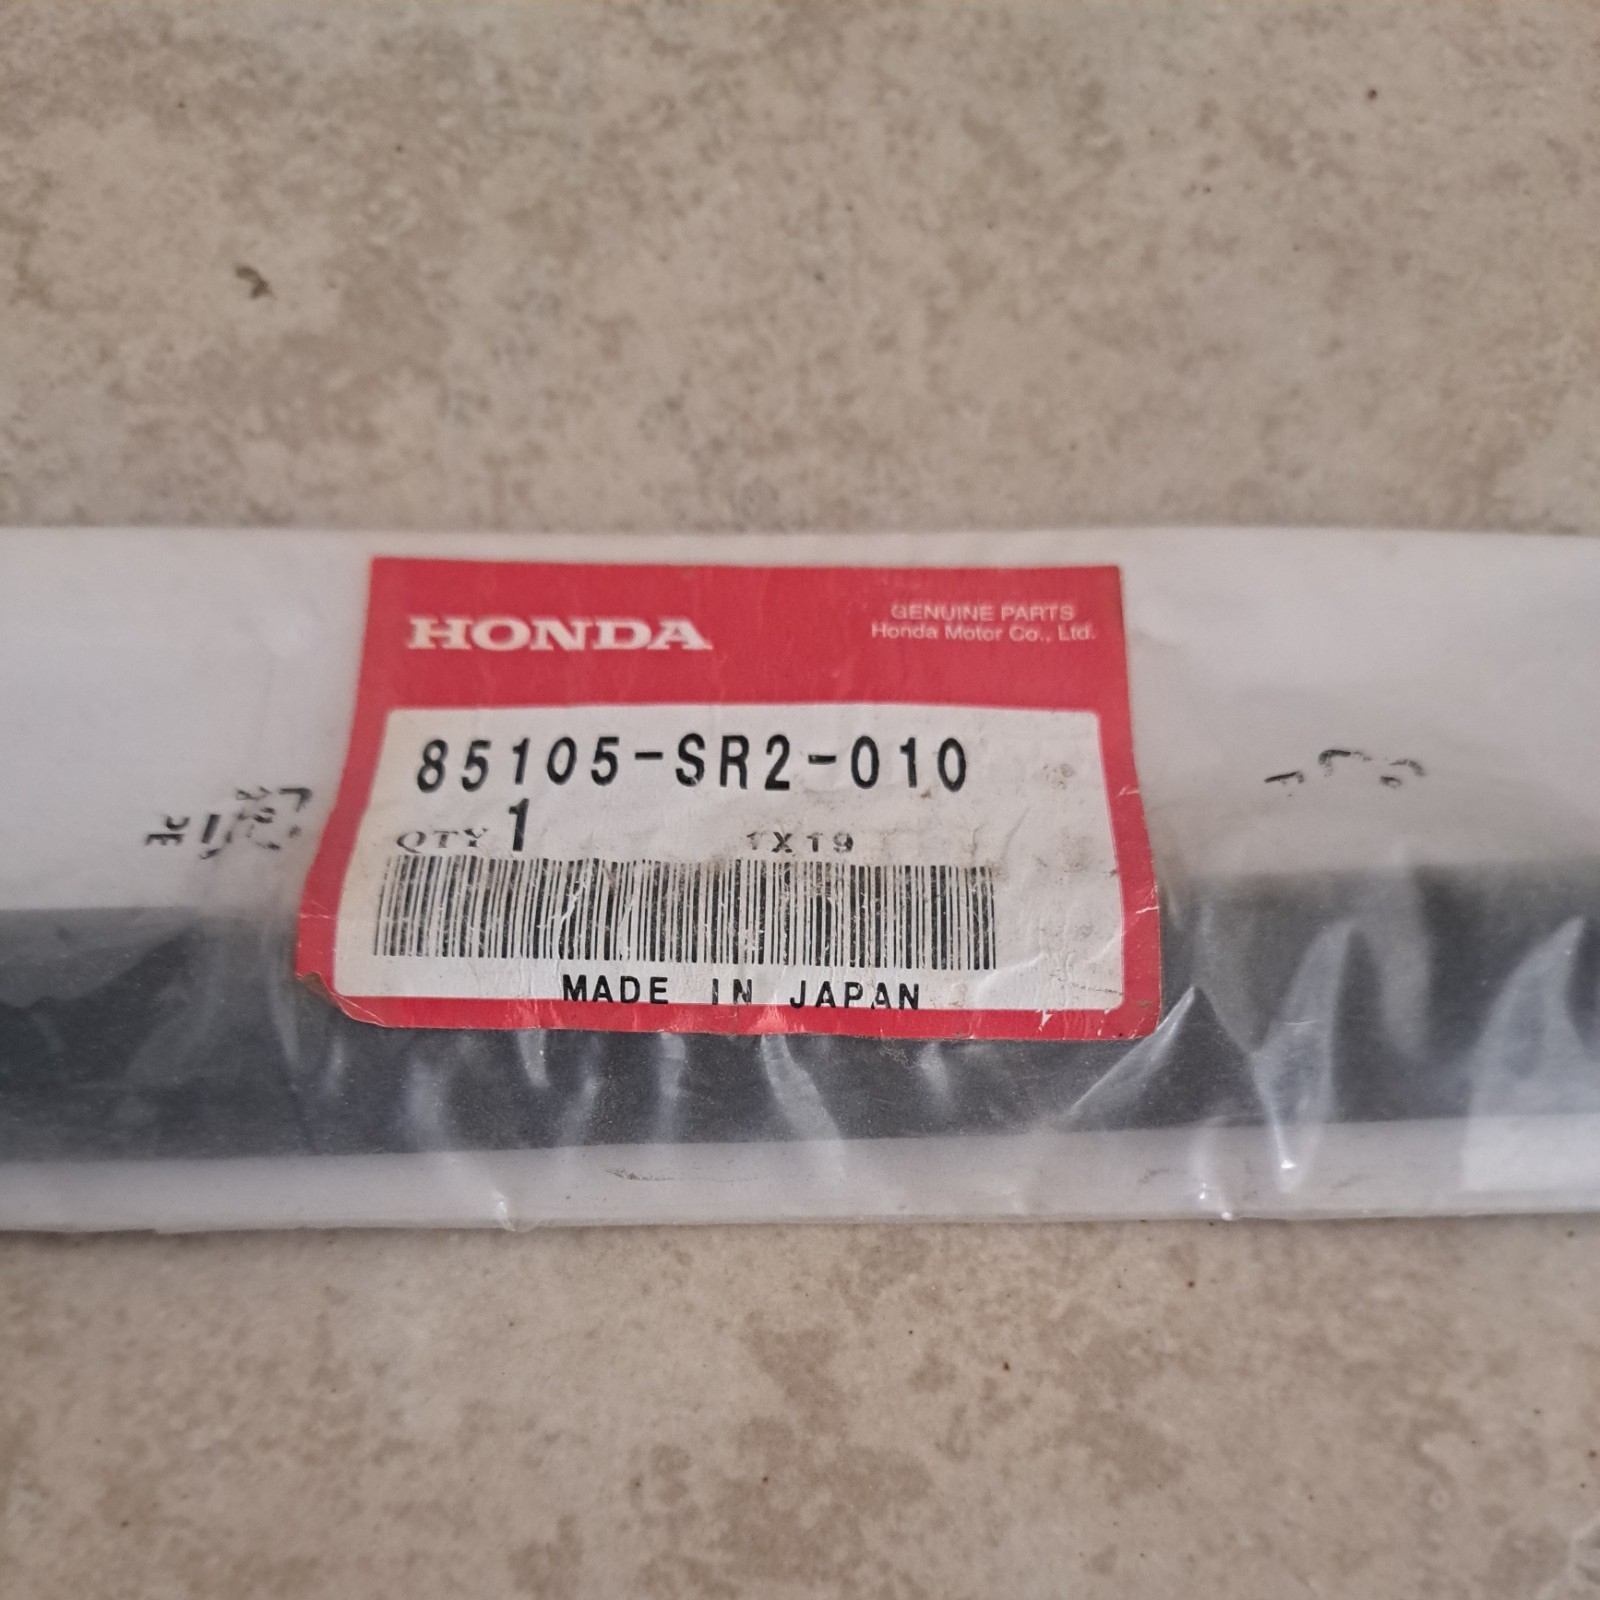 HONDA
GENUINE PARTS
Honda Motor Co., Ltd.
85105-SR2-010
QTY 1
1X19
MADE IN JAPAN